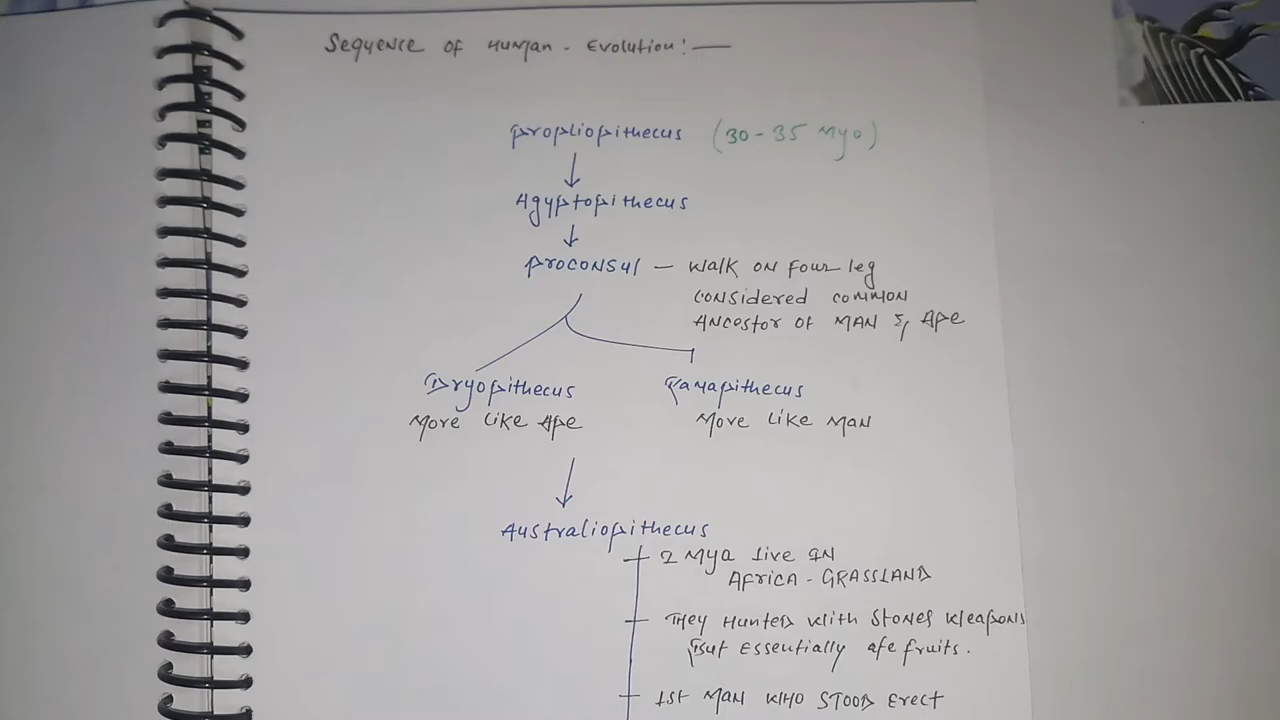 Sequence of Human - Evolution:—
Propliopithecus (30-35 Myo)
Agyptopithecus
Proconsul — Walk on four leg
Considered common
Ancestor of Man & Ape
Dryopithecus Ramapithecus
More Like Ape More Like Man
Australiopithecus
2 Mya live In
Africa - Grassland
They Hunted With Stones Weapons
But Essentially ate fruits.
1st Man Who Stood Erect